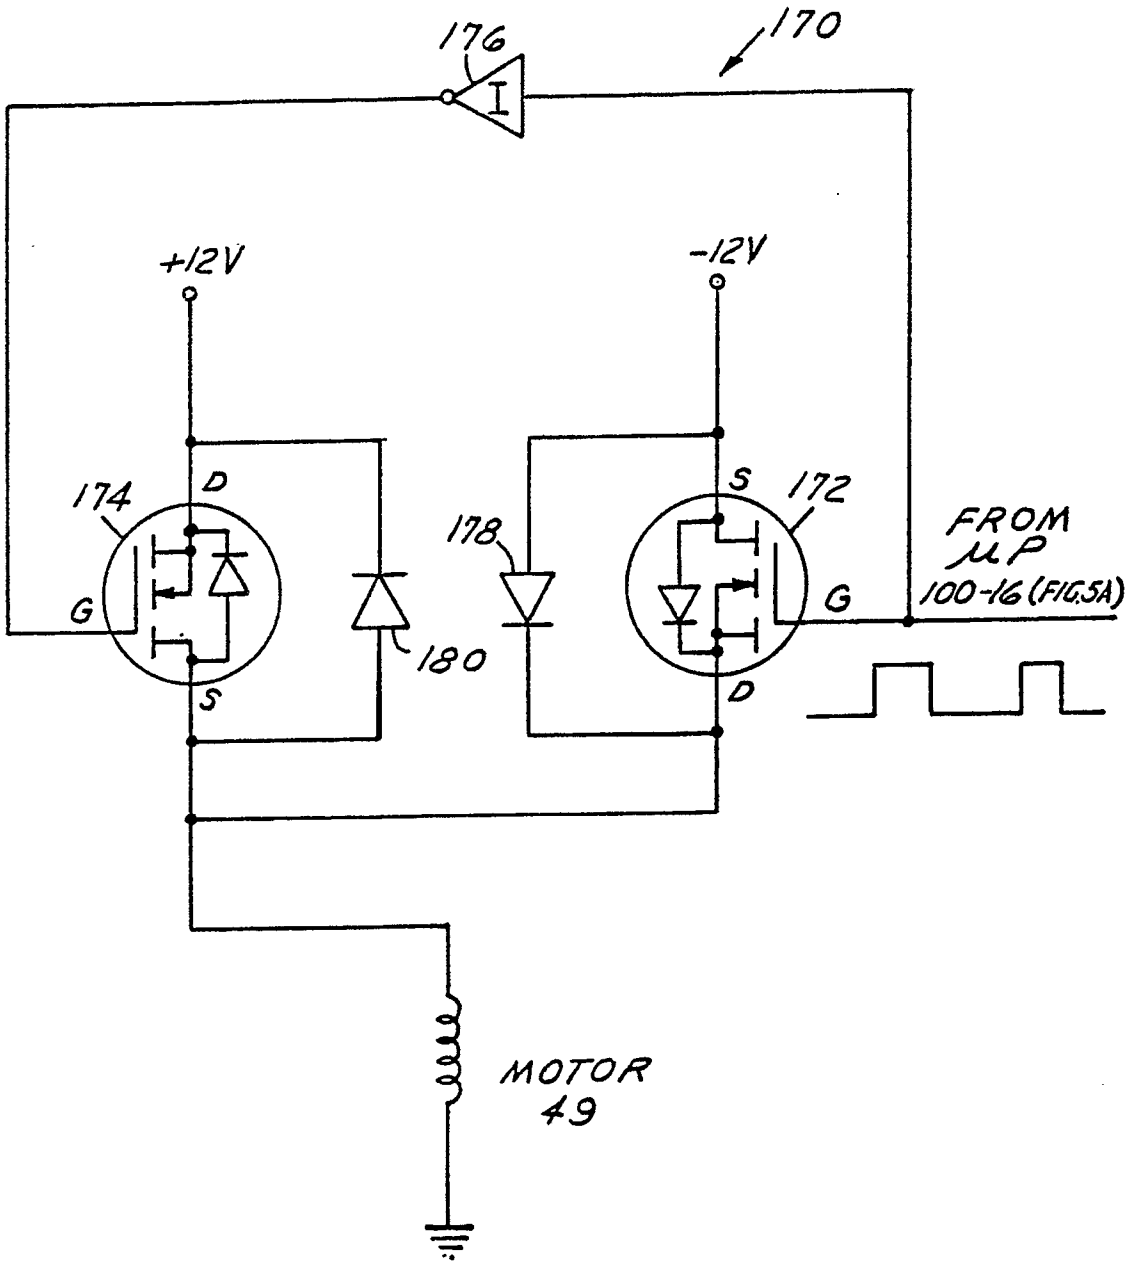 170
176
I
+12V
-12V
D
S
174
172
178
FROM
μP
100-16 (FIG.5A)
G
G
180
S
D
MOTOR
49